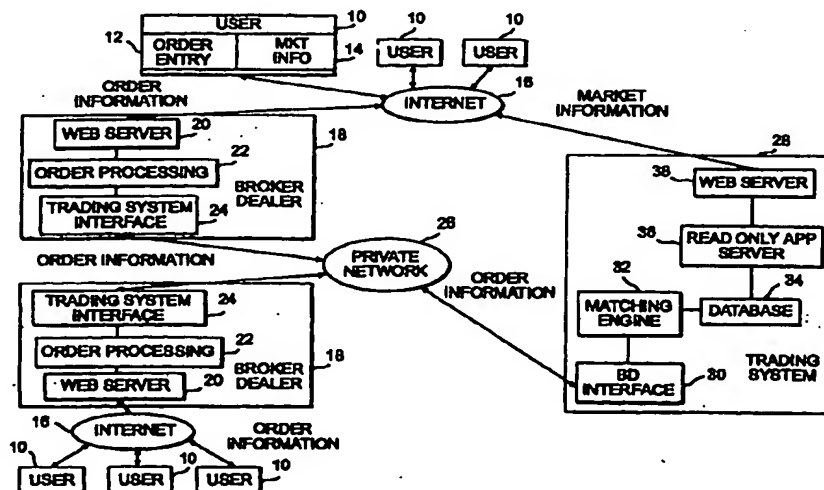 USER
10
12
ORDER
ENTRY
MKT
INFO
14
10
USER
10
USER
ORDER
INFORMATION
INTERNET
16
MARKET
INFORMATION
WEB SERVER
20
18
22
ORDER PROCESSING
BROKER
DEALER
TRADING SYSTEM
INTERFACE
24
ORDER INFORMATION
PRIVATE
NETWORK
28
ORDER
INFORMATION
28
38
WEB SERVER
36
READ ONLY APP
SERVER
32
34
MATCHING
ENGINE
DATABASE
TRADING
SYSTEM
BD
INTERFACE
30
TRADING SYSTEM
INTERFACE
24
22
ORDER PROCESSING
18
BROKER
DEALER
WEB SERVER
20
16
INTERNET
ORDER
INFORMATION
10
USER
10
USER
10
USER